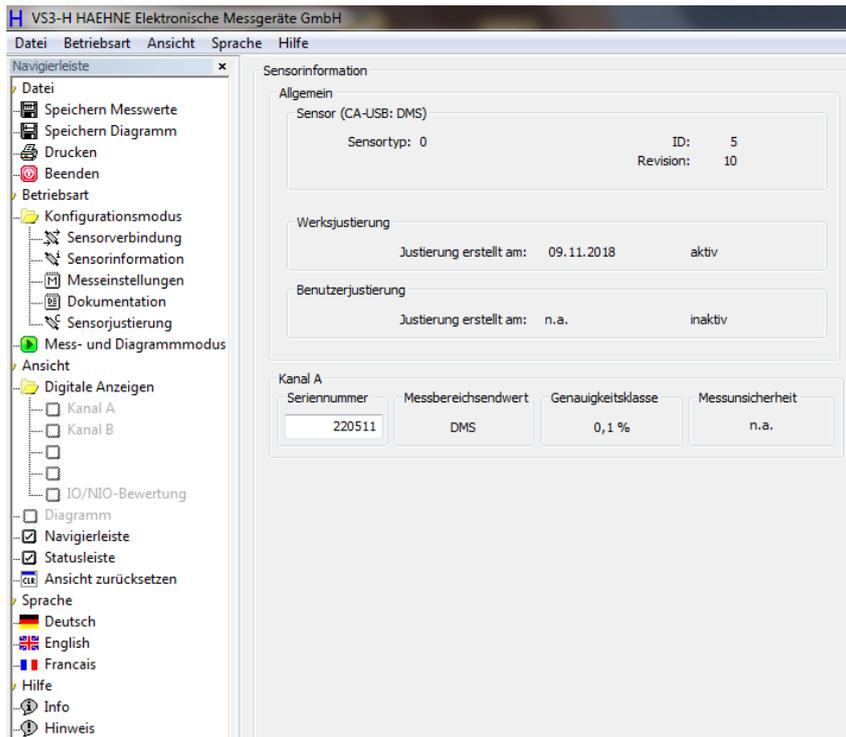 VS3-H HAEHNE Elektronische Messgeräte GmbH
Datei Betriebsart Ansicht Sprache Hilfe
Navigierleiste x
Datei
Speichern Messwerte
Speichern Diagramm
Drucken
Beenden
Betriebsart
Konfigurationsmodus
Sensorverbindung
Sensorinformation
Messeinstellungen
Dokumentation
Sensorjustierung
Mess- und Diagrammmodus
Ansicht
Digitale Anzeigen
Kanal A
Kanal B
IO/NIO-Bewertung
Diagramm
Navigierleiste
Statusleiste
CLR Ansicht zurücksetzen
Sprache
Deutsch
English
Francais
Hilfe
Info
Hinweis
Sensorinformation
Allgemein
Sensor (CA-USB: DMS)
Sensortyp: 0 ID: 5
Revision: 10
Werksjustierung
Justierung erstellt am: 09.11.2018 aktiv
Benutzerjustierung
Justierung erstellt am: n.a. inaktiv
Kanal A
Seriennummer Messbereichsendwert Genauigkeitsklasse Messunsicherheit
220511 DMS 0,1 % n.a.